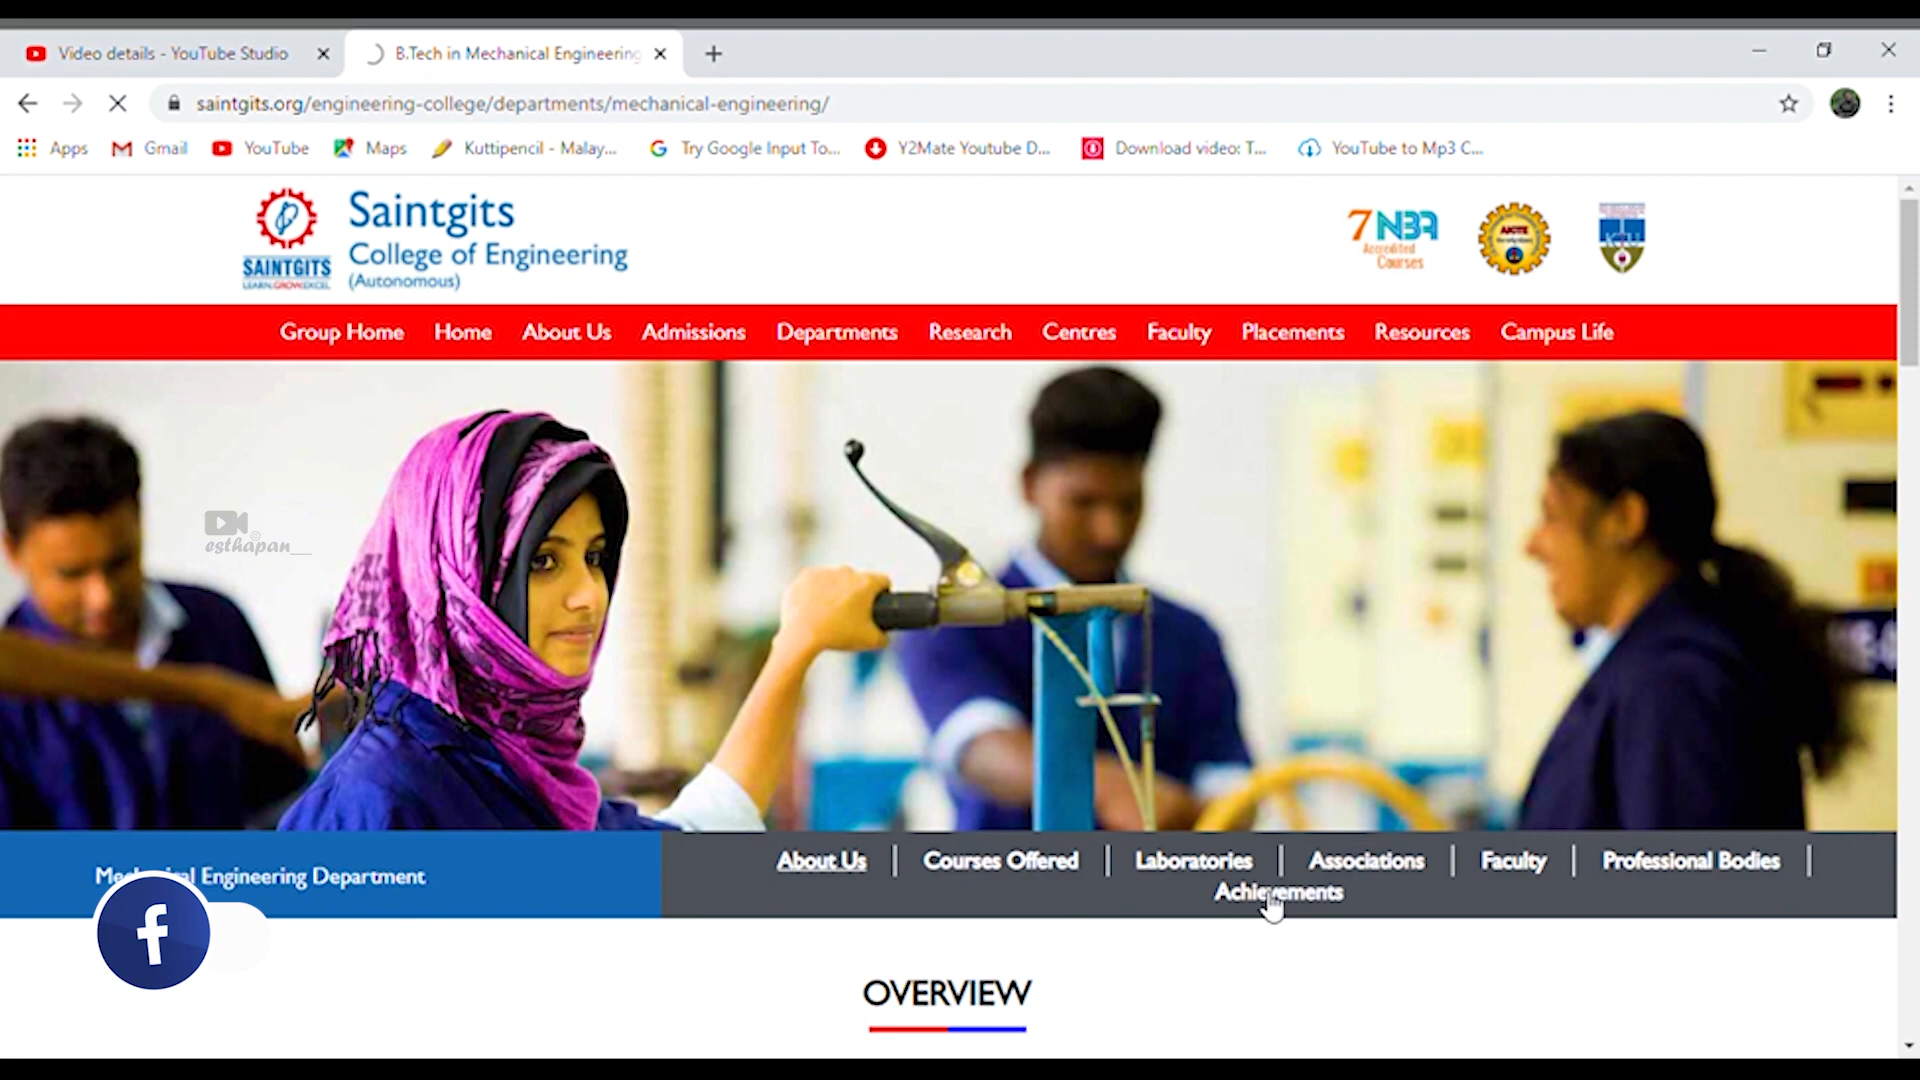 Video details - YouTube Studio
B.Tech in Mechanical Engineering
saintgits.org/engineering-college/departments/mechanical-engineering/
Apps Gmail YouTube Maps Kuttipencil - Malay... Try Google Input To... Y2Mate Youtube D... Download video: T... YouTube to Mp3 C...
SAINTGITS
LEARN.GROW.EXCEL
Saintgits
College of Engineering
(Autonomous)
7 NBA
Accredited
Courses
AICTE
Group Home Home About Us Admissions Departments Research Centres Faculty Placements Resources Campus Life
©
esthapan__
Mechanical Engineering Department
About Us | Courses Offered | Laboratories | Associations | Faculty | Professional Bodies |
Achievements
f
OVERVIEW